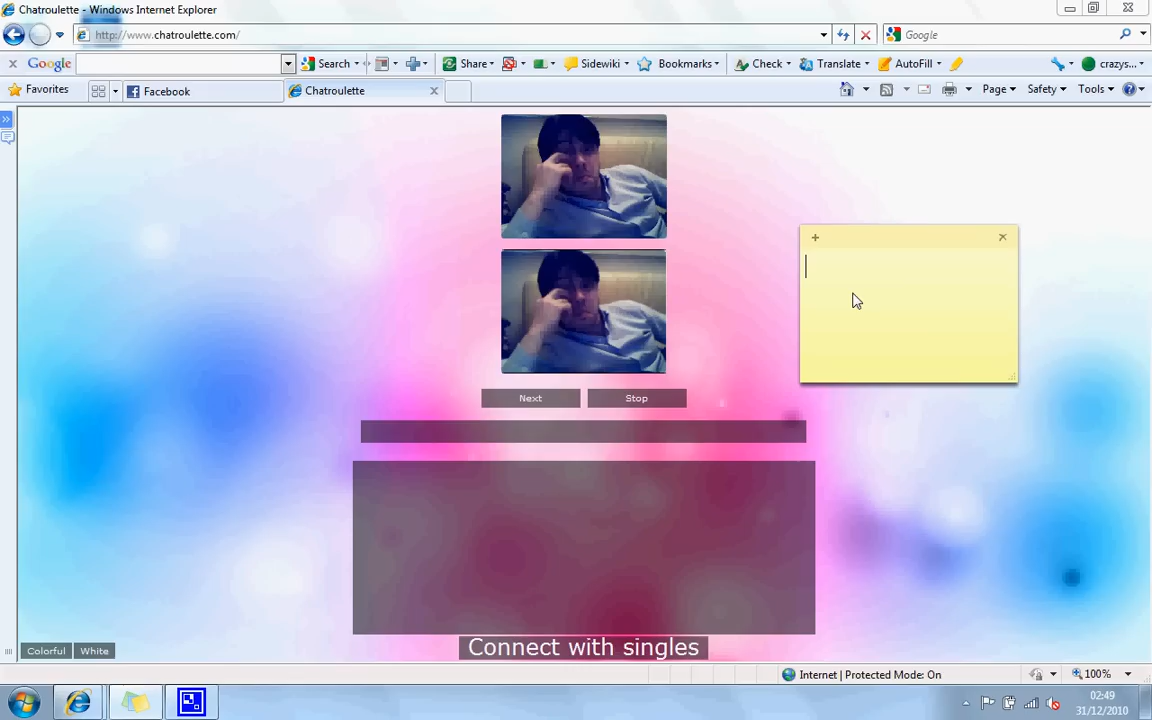 Chatroulette - Windows Internet Explorer
http://www.chatroulette.com/
Google
Google
Search
Share
Sidewiki
Bookmarks
Check
Translate
AutoFill
crazys...
Favorites
Facebook
Chatroulette
Page
Safety
Tools
Next
Stop
Connect with singles
Colorful
White
Internet | Protected Mode: On
100%
02:49
31/12/2010